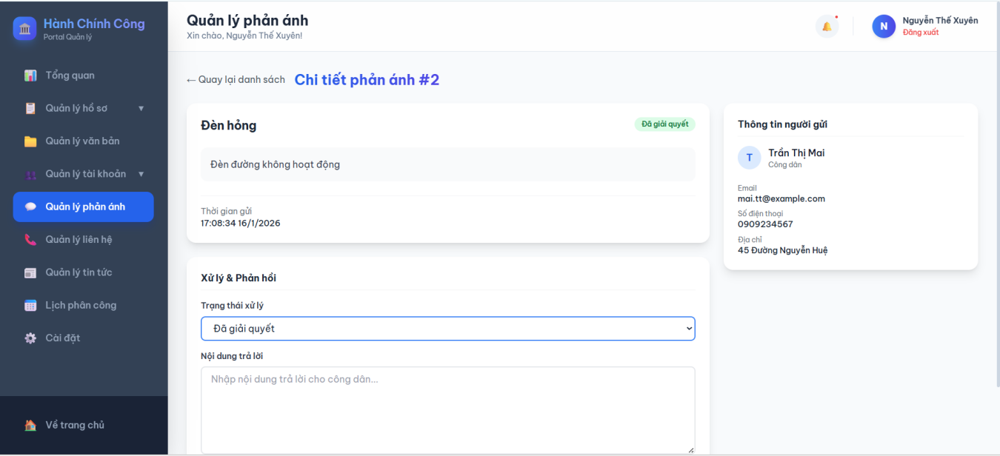 Hành Chính Công
Portal Quản lý
Tổng quan
Quản lý hồ sơ ▼
Quản lý văn bản
Quản lý tài khoản ▼
Quản lý phản ánh
Quản lý liên hệ
Quản lý tin tức
Lịch phân công
Cài đặt
Về trang chủ
Quản lý phản ánh
Xin chào, Nguyễn Thế Xuyên!
N
Nguyễn Thế Xuyên
Đăng xuất
← Quay lại danh sách Chi tiết phản ánh #2
Đèn hỏng Đã giải quyết
Đèn đường không hoạt động
Thời gian gửi
17:08:34 16/1/2026
Xử lý & Phản hồi
Trạng thái xử lý
Đã giải quyết
Nội dung trả lời
Nhập nội dung trả lời cho công dân...
Thông tin người gửi
T
Trần Thị Mai
Công dân
Email
mai.tt@example.com
Số điện thoại
0909234567
Địa chỉ
45 Đường Nguyễn Huệ